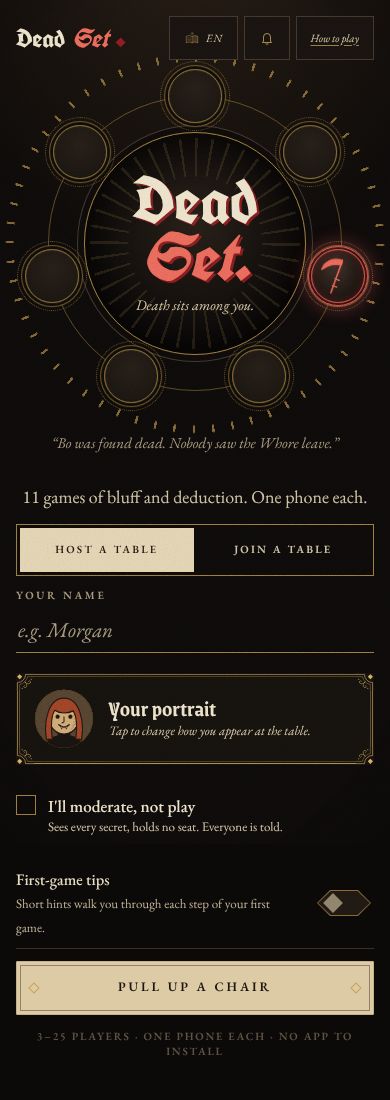 Dead Set
EN
How to play
Dead
Set.
Death sits among you.
“Bo was found dead. Nobody saw the Whore leave.”
11 games of bluff and deduction. One phone each.
HOST A TABLE
JOIN A TABLE
YOUR NAME
e.g. Morgan
Your portrait
Tap to change how you appear at the table.
I'll moderate, not play
Sees every secret, holds no seat. Everyone is told.
First-game tips
Short hints walk you through each step of your first
game.
PULL UP A CHAIR
3–25 PLAYERS · ONE PHONE EACH · NO APP TO
INSTALL